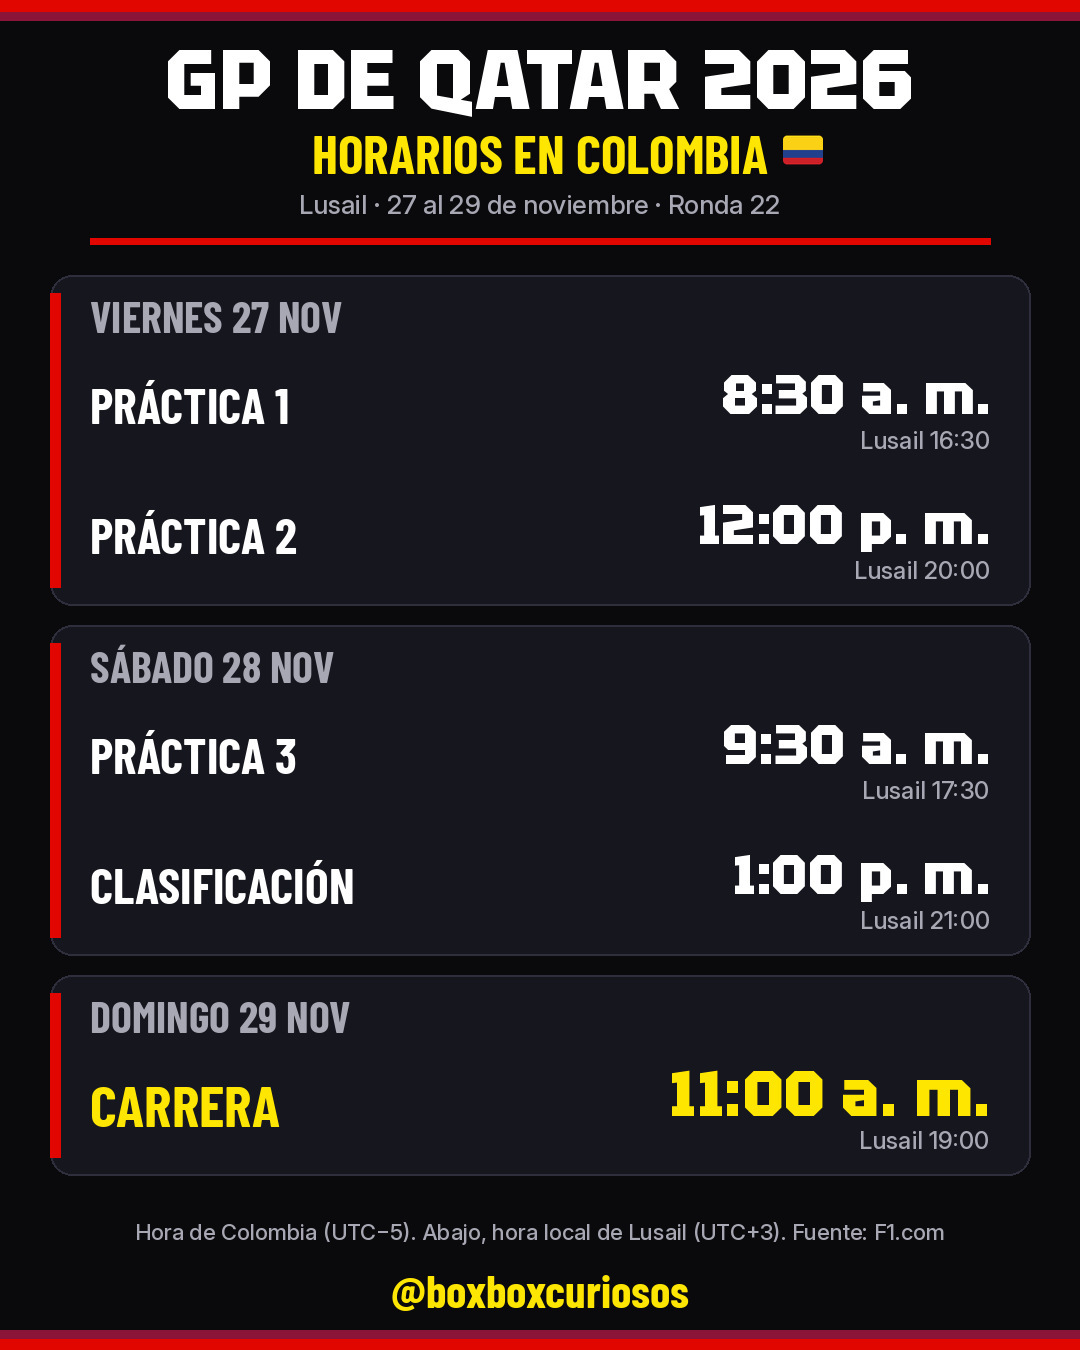 GP DE QATAR 2026
HORARIOS EN COLOMBIA
Lusail · 27 al 29 de noviembre · Ronda 22
VIERNES 27 NOV
PRÁCTICA 1
8:30 a. m.
Lusail 16:30
PRÁCTICA 2
12:00 p. m.
Lusail 20:00
SÁBADO 28 NOV
PRÁCTICA 3
9:30 a. m.
Lusail 17:30
CLASIFICACIÓN
1:00 p. m.
Lusail 21:00
DOMINGO 29 NOV
CARRERA
11:00 a. m.
Lusail 19:00
Hora de Colombia (UTC−5). Abajo, hora local de Lusail (UTC+3). Fuente: F1.com
@boxboxcuriosos